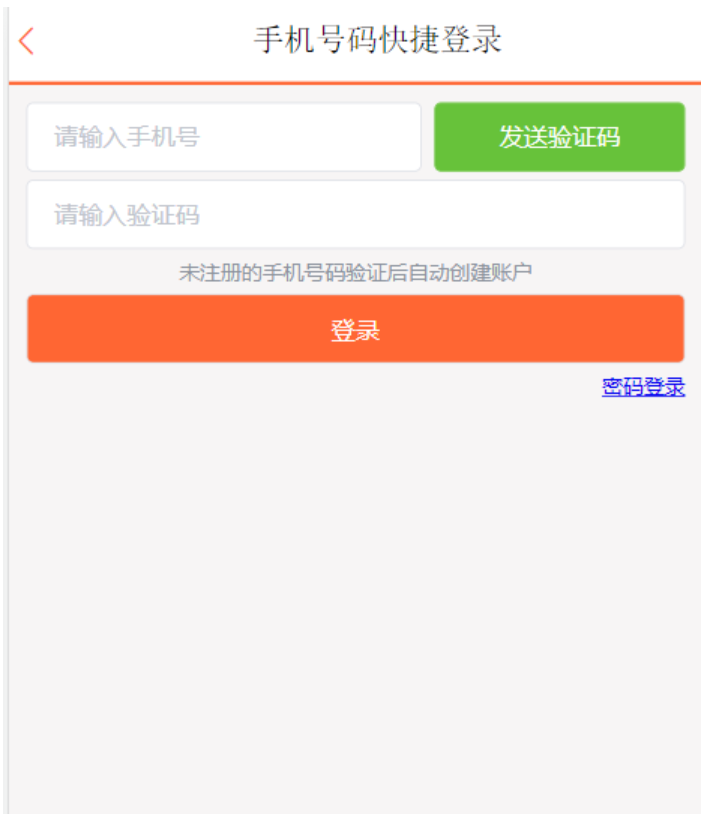 手机号码快捷登录
请输入手机号
发送验证码
请输入验证码
未注册的手机号码验证后自动创建账户
登录
密码登录